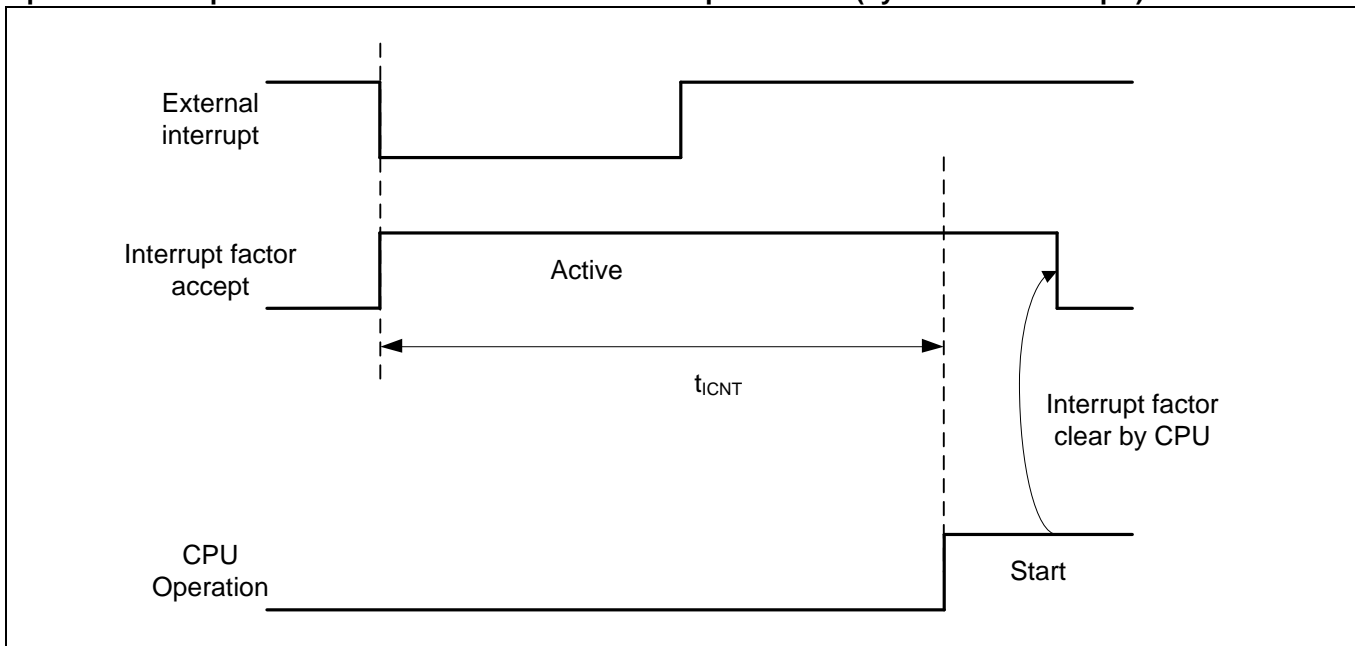 External
interrupt
Interrupt factor
accept
Active
tICNT
Interrupt factor
clear by CPU
CPU
Operation
Start